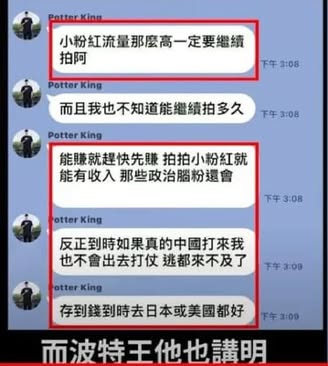 Potter King
小粉紅流量那麼高一定要繼續
拍阿
下午 3:08
Potter King
而且我也不知道能繼續拍多久
下午 3:08
Potter King
能賺就趕快先賺 拍拍小粉紅就
能有收入 那些政治腦粉還會
下午 3:08
Potter King
反正到時如果真的中國打來我
也不會出去打仗 逃都來不及了
下午 3:09
Potter King
存到錢到時去日本或美國都好
下午 3:09
而波特王他也講明